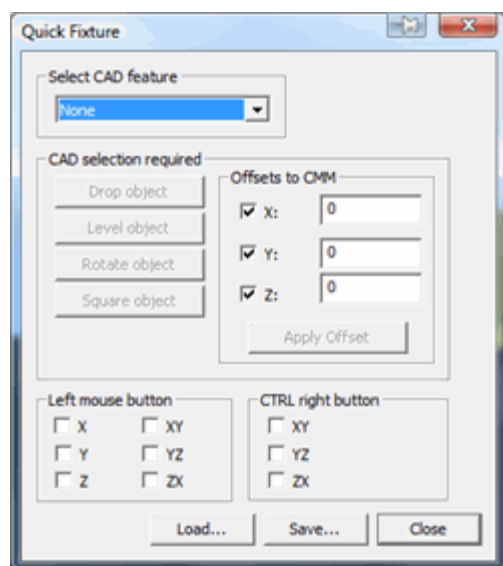 Quick Fixture
Select CAD feature
None
CAD selection required
Drop object
Level object
Rotate object
Square object
Offsets to CMM
X: 0
Y: 0
Z: 0
Apply Offset
Left mouse button
X XY
Y YZ
Z ZX
CTRL right button
XY
YZ
ZX
Load... Save... Close